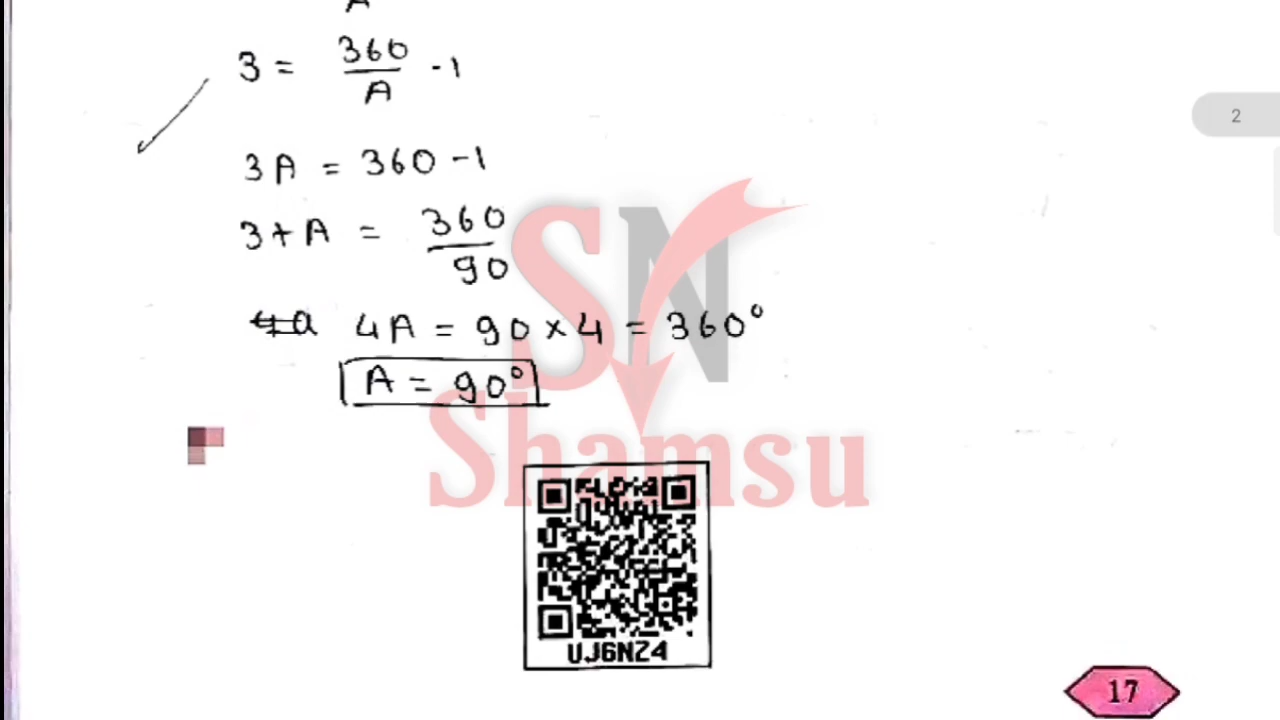 A
3 = 360/A - 1
3A = 360 - 1
3 + A = 360/90
4A = 90 × 4 = 360°
A = 90°
SN
Shamsu
UJ6NZ4
17
2